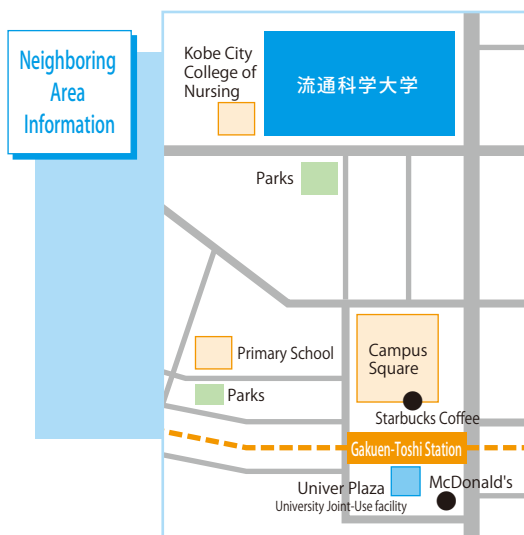 Neighboring
Area
Information
Kobe City
College of
Nursing
流通科学大学
Parks
Primary School
Campus
Square
Parks
Starbucks Coffee
Gakuen-Toshi Station
Univer Plaza
University Joint-Use facility
McDonald's